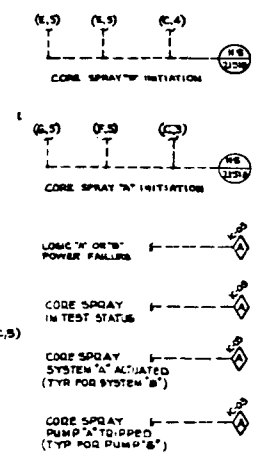 (E,5) (E,5) (C,4)
CORE SPRAY "B" INITIATION
(G,5) (F,5)
CORE SPRAY "A" INITIATION
LOGIC "A" OR "B"
POWER FAILURE
A
CORE SPRAY
IN TEST STATUS
A
,5)
CORE SPRAY
SYSTEM "A" ACTUATED
(TYP FOR SYSTEM "B")
A
CORE SPRAY
PUMP "A" TRIPPED
(TYP FOR PUMP "B")
A